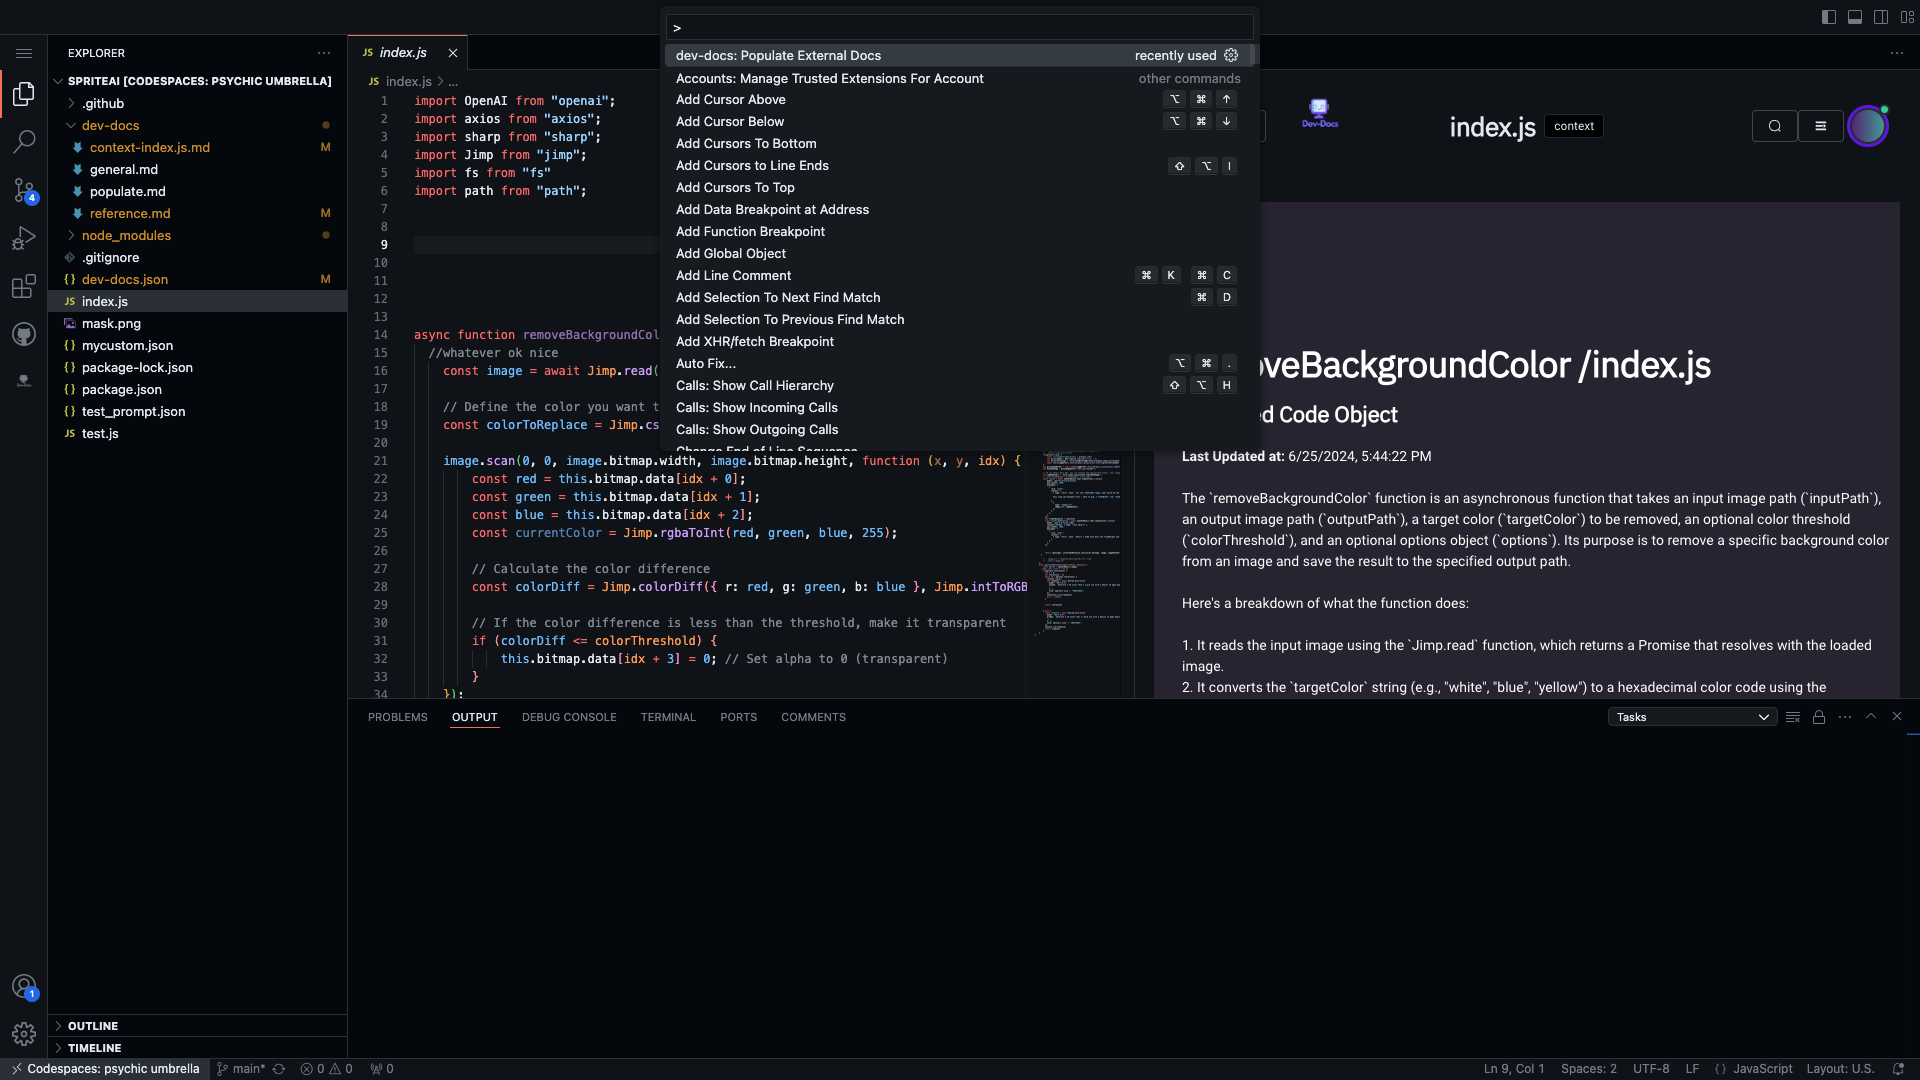 >
dev-docs: Populate External Docs recently used
Accounts: Manage Trusted Extensions For Account other commands
Add Cursor Above ⌥ ⌘ ↑
Add Cursor Below ⌥ ⌘ ↓
Add Cursors To Bottom
Add Cursors to Line Ends ⇧ ⌥ I
Add Cursors To Top
Add Data Breakpoint at Address
Add Function Breakpoint
Add Global Object
Add Line Comment ⌘ K ⌘ C
Add Selection To Next Find Match ⌘ D
Add Selection To Previous Find Match
Add XHR/fetch Breakpoint
Auto Fix... ⌥ ⌘ .
Calls: Show Call Hierarchy ⇧ ⌥ H
Calls: Show Incoming Calls
Calls: Show Outgoing Calls
Change End of Line Sequence
EXPLORER
SPRITEAI [CODESPACES: PSYCHIC UMBRELLA]
.github
dev-docs
context-index.js.md M
general.md
populate.md
reference.md M
node_modules
.gitignore
{} dev-docs.json M
JS index.js
mask.png
{} mycustom.json
{} package-lock.json
{} package.json
{} test_prompt.json
JS test.js
4
1
OUTLINE
TIMELINE
JS index.js
JS index.js > ...
1 import OpenAI from "openai";
2 import axios from "axios";
3 import sharp from "sharp";
4 import Jimp from "jimp";
5 import fs from "fs"
6 import path from "path";
7
8
9
10
11
12
13
14 async function removeBackgroundCol
15 //whatever ok nice
16 const image = await Jimp.read(
17
18 // Define the color you want t
19 const colorToReplace = Jimp.cs
20
21 image.scan(0, 0, image.bitmap.width, image.bitmap.height, function (x, y, idx) {
22 const red = this.bitmap.data[idx + 0];
23 const green = this.bitmap.data[idx + 1];
24 const blue = this.bitmap.data[idx + 2];
25 const currentColor = Jimp.rgbaToInt(red, green, blue, 255);
26
27 // Calculate the color difference
28 const colorDiff = Jimp.colorDiff({ r: red, g: green, b: blue }, Jimp.intToRGB
29
30 // If the color difference is less than the threshold, make it transparent
31 if (colorDiff <= colorThreshold) {
32 this.bitmap.data[idx + 3] = 0; // Set alpha to 0 (transparent)
33 }
34 });
Dev-Docs
index.js context
oveBackgroundColor /index.js
d Code Object
Last Updated at: 6/25/2024, 5:44:22 PM
The `removeBackgroundColor` function is an asynchronous function that takes an input image path (`inputPath`),
an output image path (`outputPath`), a target color (`targetColor`) to be removed, an optional color threshold
(`colorThreshold`), and an optional options object (`options`). Its purpose is to remove a specific background color
from an image and save the result to the specified output path.
Here's a breakdown of what the function does:
1. It reads the input image using the `Jimp.read` function, which returns a Promise that resolves with the loaded
image.
2. It converts the `targetColor` string (e.g., "white", "blue", "yellow") to a hexadecimal color code using the
PROBLEMS OUTPUT DEBUG CONSOLE TERMINAL PORTS COMMENTS
Tasks
Codespaces: psychic umbrella main* 0 0 0
Ln 9, Col 1 Spaces: 2 UTF-8 LF {} JavaScript Layout: U.S.